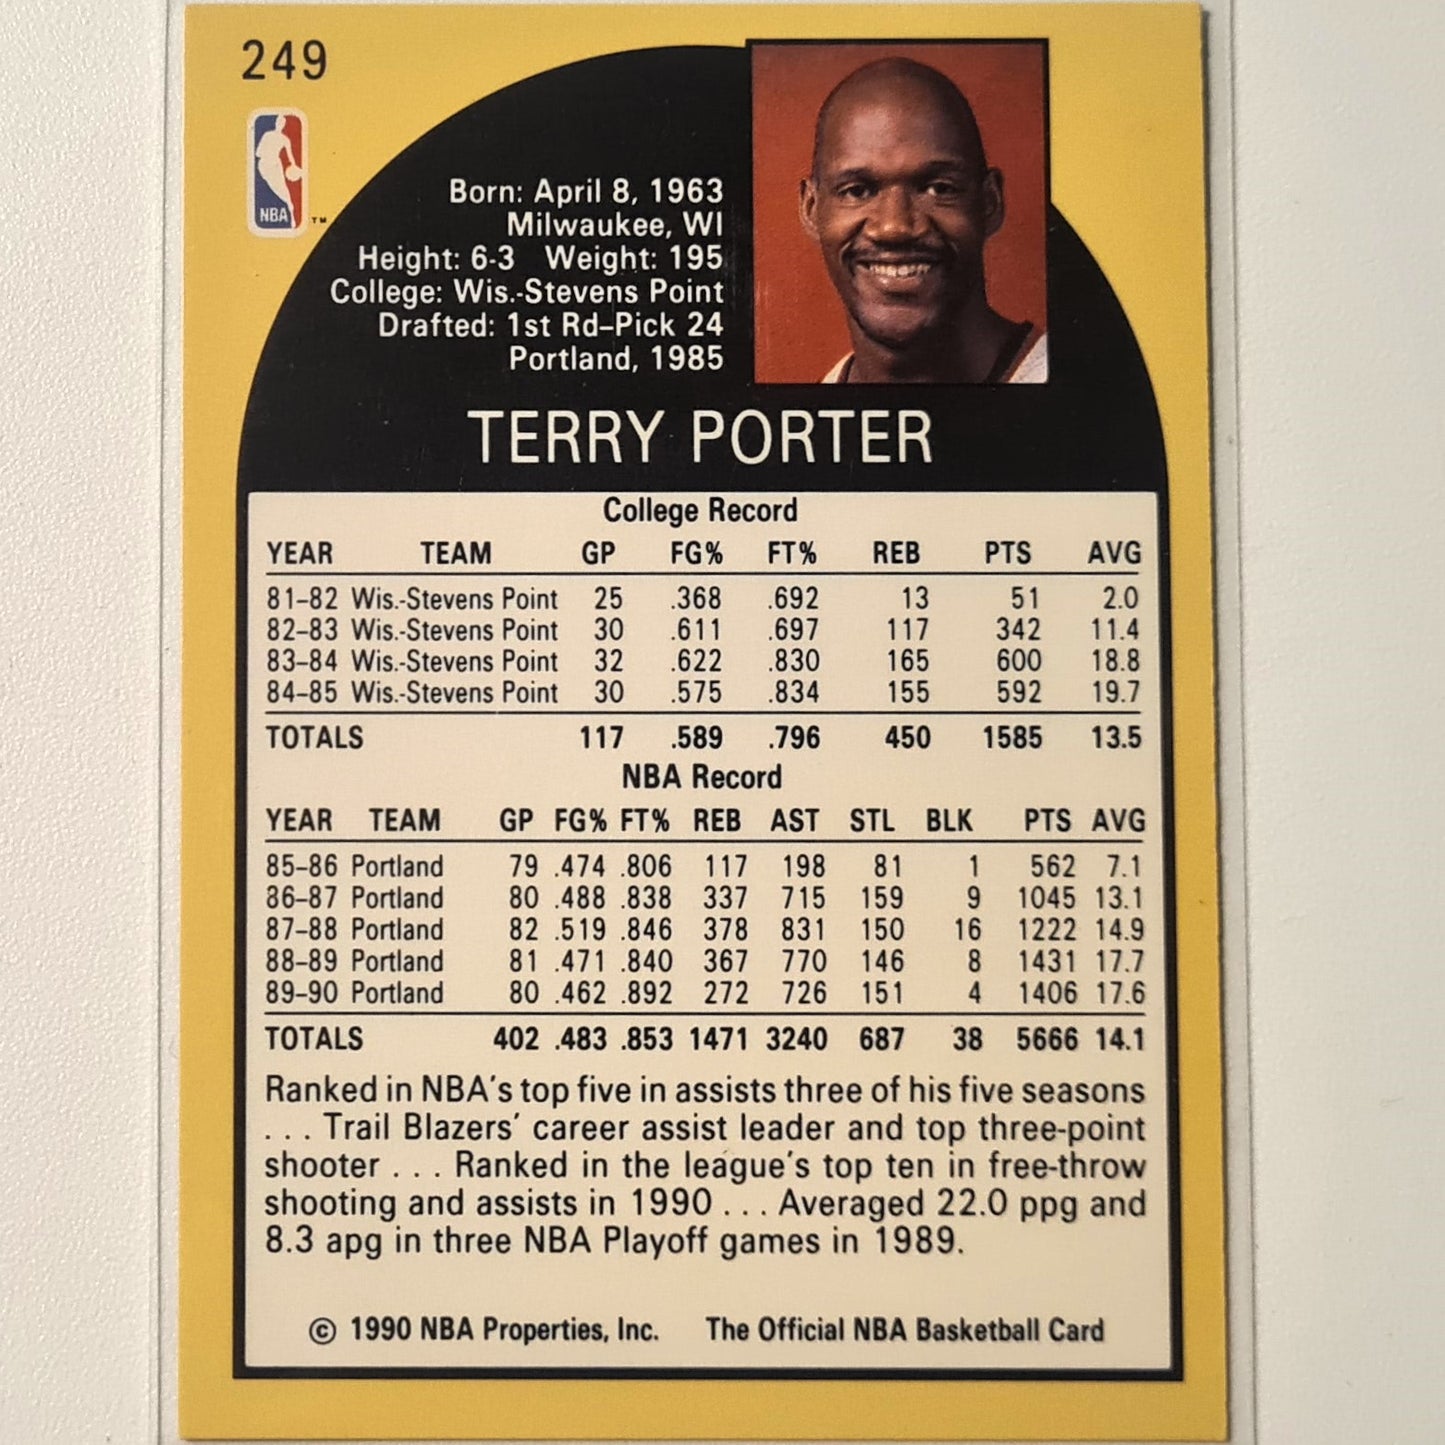 249
NBA
TM
Born: April 8, 1963
Milwaukee, WI
Height: 6-3 Weight: 195
College: Wis.-Stevens Point
Drafted: 1st Rd–Pick 24
Portland, 1985
TERRY PORTER
College Record
YEAR TEAM GP FG% FT% REB PTS AVG
81–82 Wis.-Stevens Point 25 .368 .692 13 51 2.0
82–83 Wis.-Stevens Point 30 .611 .697 117 342 11.4
83–84 Wis.-Stevens Point 32 .622 .830 165 600 18.8
84–85 Wis.-Stevens Point 30 .575 .834 155 592 19.7
TOTALS 117 .589 .796 450 1585 13.5
NBA Record
YEAR TEAM GP FG% FT% REB AST STL BLK PTS AVG
85–86 Portland 79 .474 .806 117 198 81 1 562 7.1
86–87 Portland 80 .488 .838 337 715 159 9 1045 13.1
87–88 Portland 82 .519 .846 378 831 150 16 1222 14.9
88–89 Portland 81 .471 .840 367 770 146 8 1431 17.7
89–90 Portland 80 .462 .892 272 726 151 4 1406 17.6
TOTALS 402 .483 .853 1471 3240 687 38 5666 14.1
Ranked in NBA's top five in assists three of his five seasons
. . . Trail Blazers' career assist leader and top three-point
shooter . . . Ranked in the league's top ten in free-throw
shooting and assists in 1990 . . . Averaged 22.0 ppg and
8.3 apg in three NBA Playoff games in 1989.
© 1990 NBA Properties, Inc. The Official NBA Basketball Card